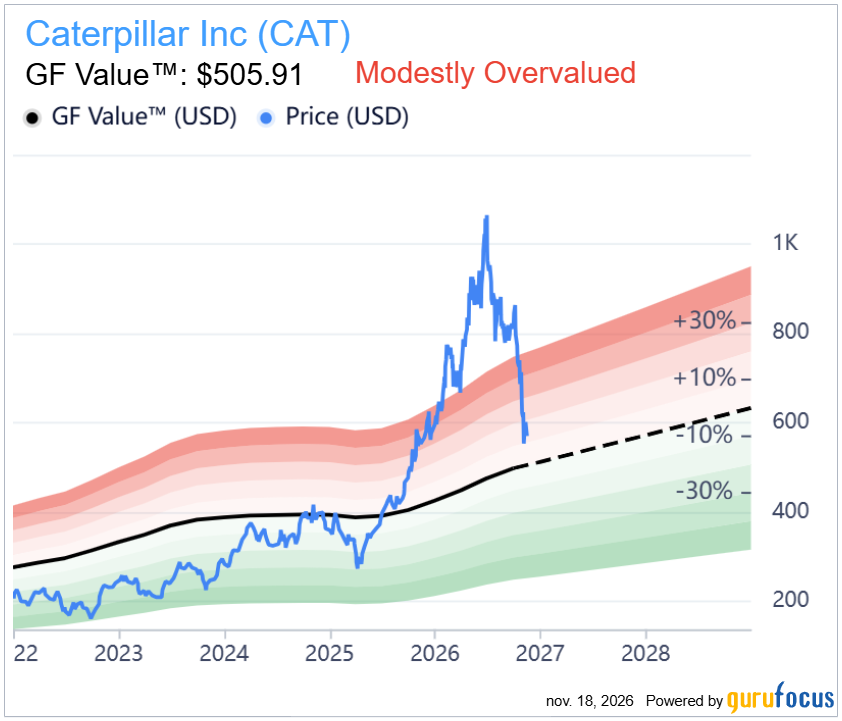 Caterpillar Inc (CAT)
GF Value™: $505.91 Modestly Overvalued
GF Value™ (USD) Price (USD)
1K
+30%
800
+10%
600
-10%
-30%
400
200
22 2023 2024 2025 2026 2027 2028
nov. 18, 2026 Powered by gurufocus